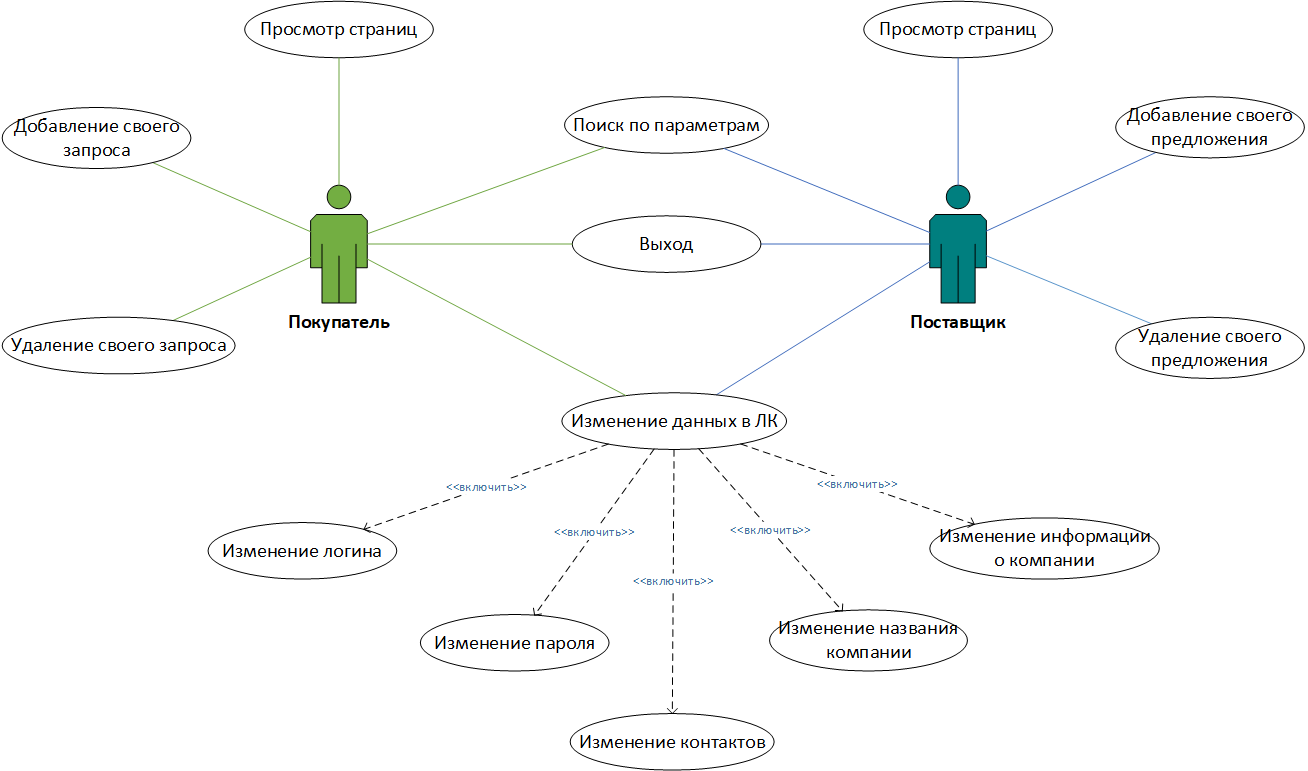 Просмотр страниц
Просмотр страниц
Добавление своего
запроса
Поиск по параметрам
Добавление своего
предложения
Выход
Покупатель
Поставщик
Удаление своего запроса
Удаление своего
предложения
Изменение данных в ЛК
<<включить>>
<<включить>>
<<включить>>
<<включить>>
<<включить>>
Изменение логина
Изменение информации
о компании
Изменение пароля
Изменение названия
компании
Изменение контактов